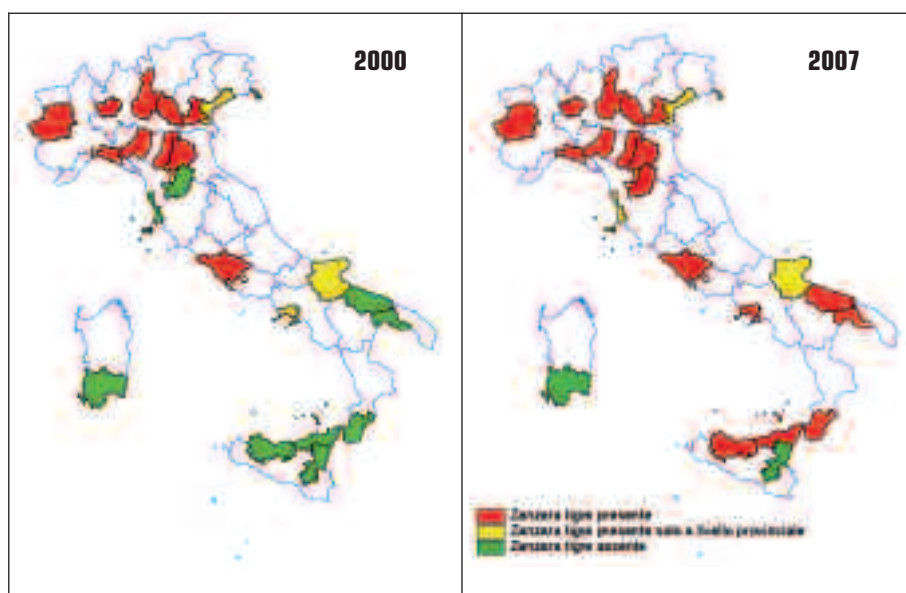 2000
2007
Zanzara tigre presente
Zanzara tigre presente solo a livello provinciale
Zanzara tigre assente